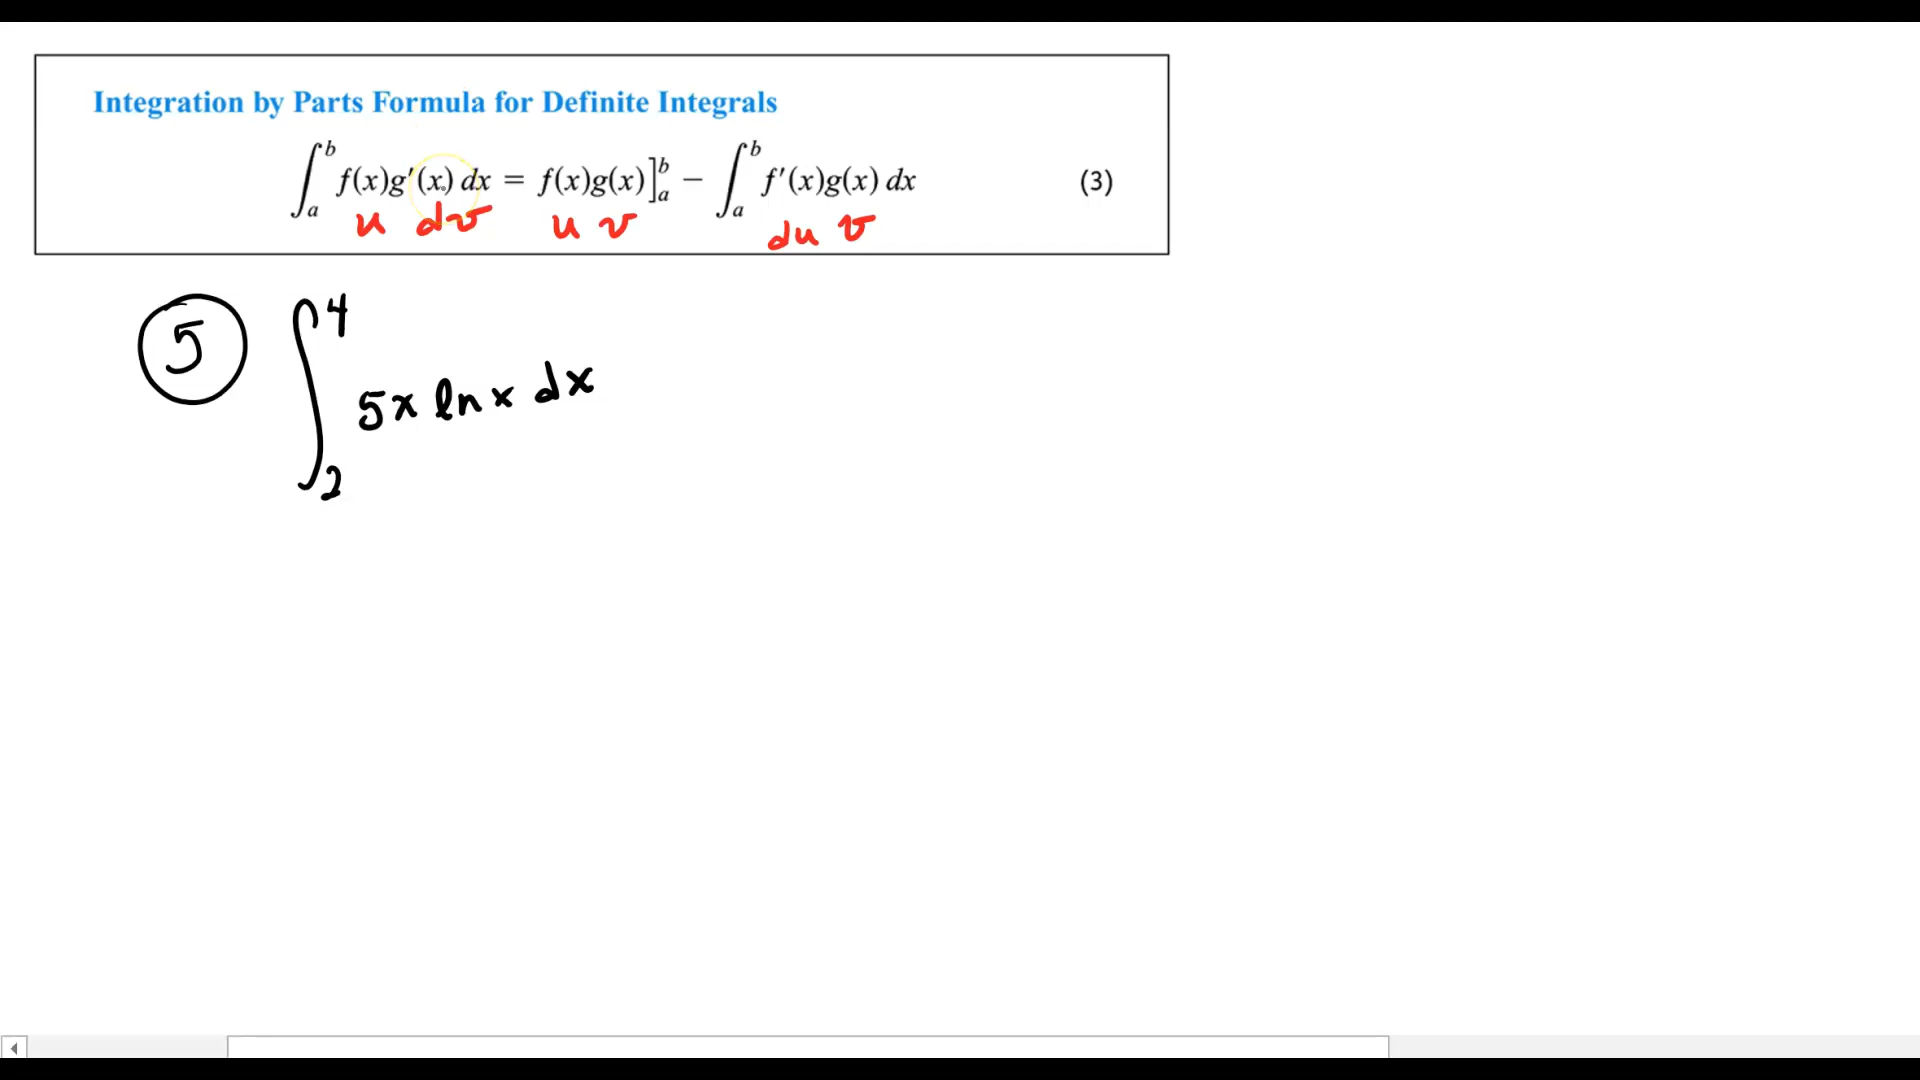 Integration by Parts Formula for Definite Integrals
∫_a^b f(x)g'(x) dx = f(x)g(x)]_a^b − ∫_a^b f'(x)g(x) dx (3)
u dv u v du v
5 ∫_2^4 5x ln x dx